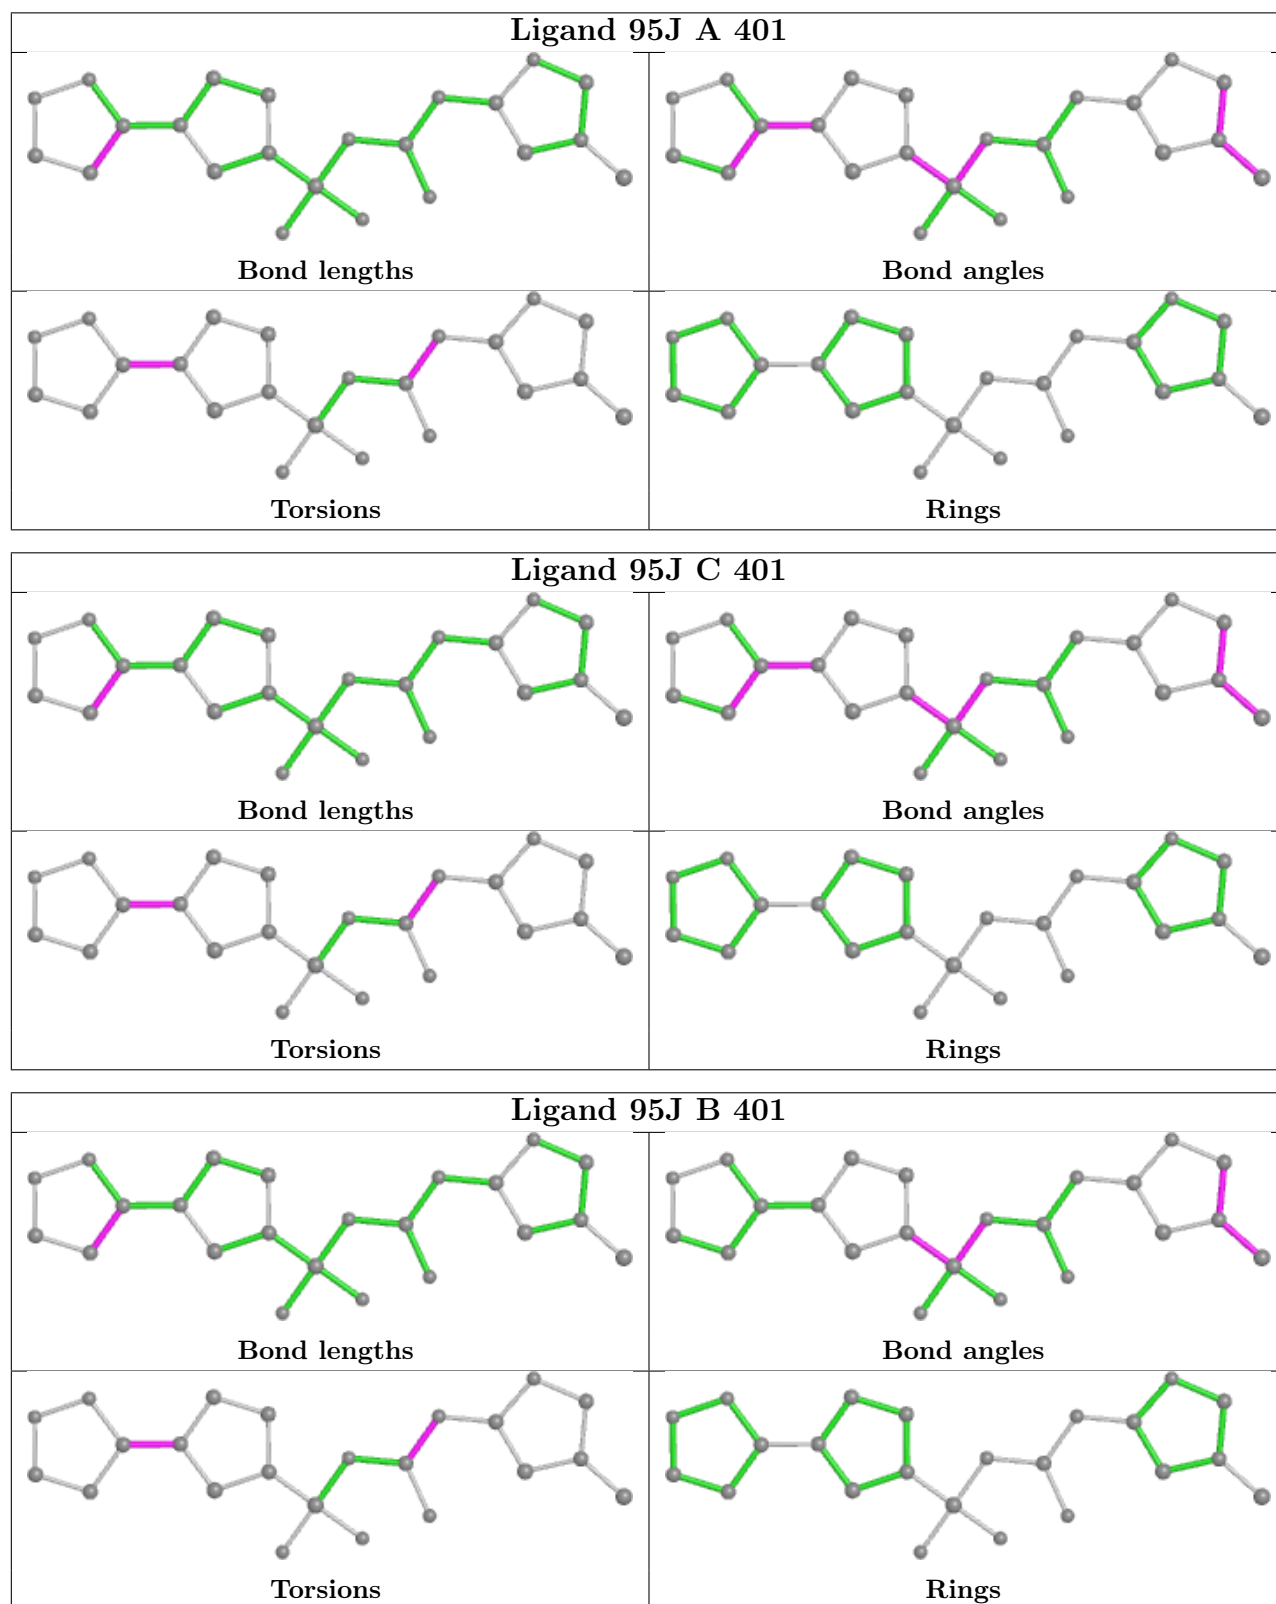 Ligand 95J A 401
Bond lengths
Bond angles
Torsions
Rings
Ligand 95J C 401
Bond lengths
Bond angles
Torsions
Rings
Ligand 95J B 401
Bond lengths
Bond angles
Torsions
Rings